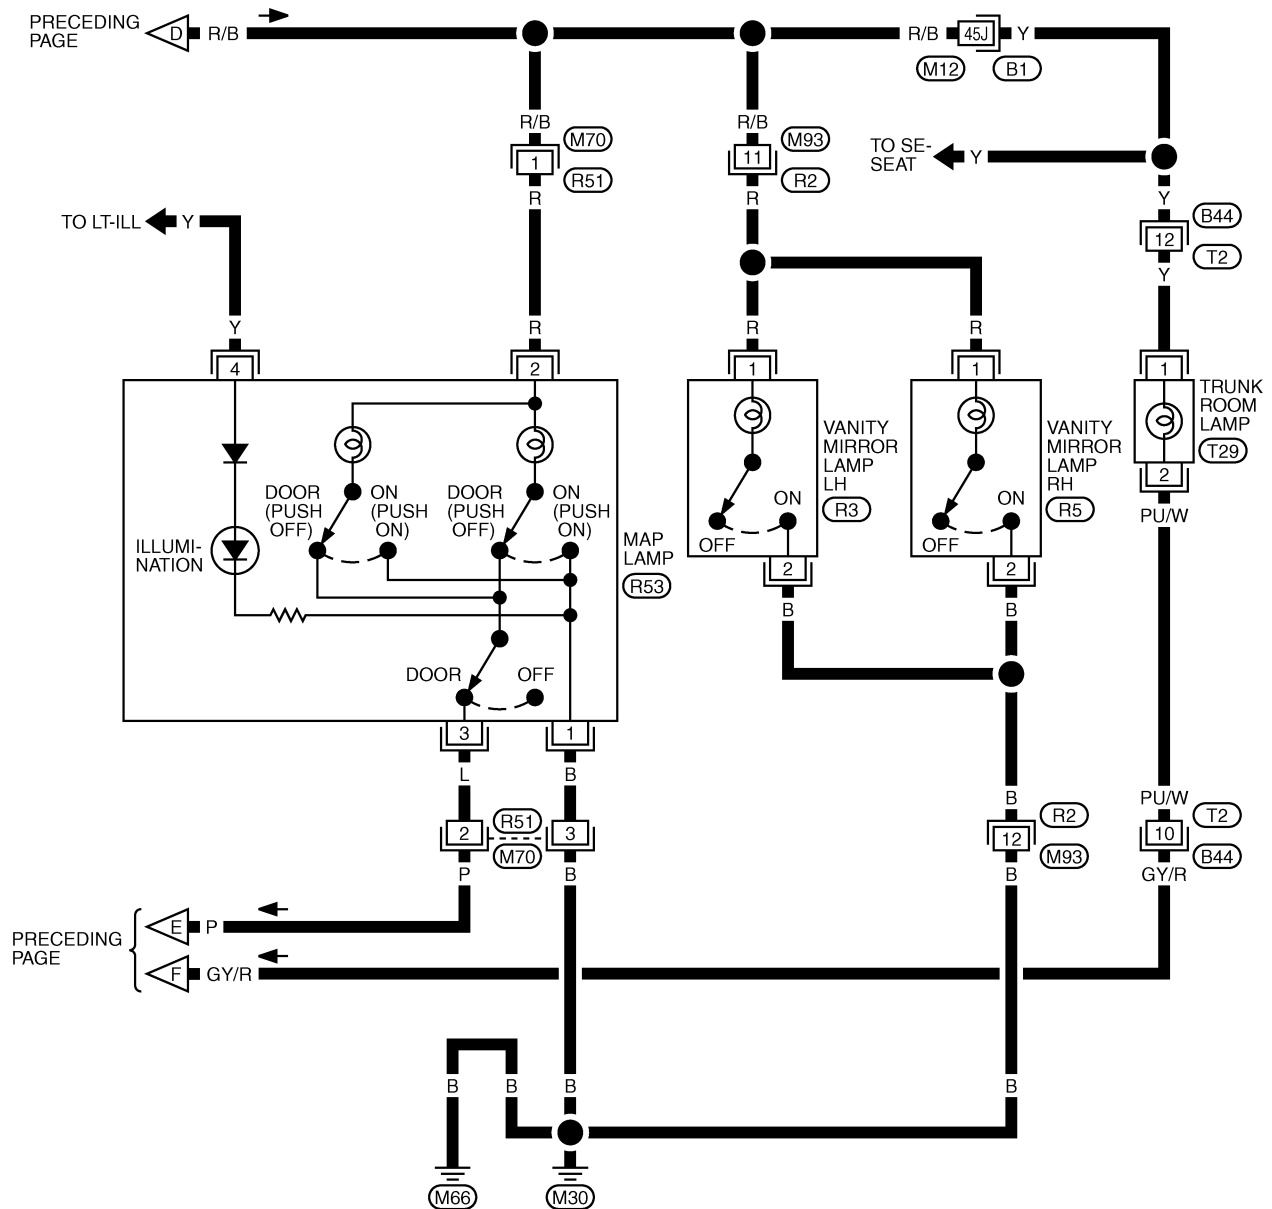 PRECEDING
PAGE
D
R/B
R/B
45J
Y
M12
B1
R/B
M70
1
R51
R
R/B
M93
11
R2
R
TO SE-
SEAT
Y
Y
B44
12
T2
Y
TO LT-ILL
Y
Y
R
R
R
4
2
1
1
1
TRUNK
ROOM
LAMP
T29
2
PU/W
VANITY
MIRROR
LAMP
LH
R3
ON
OFF
2
B
VANITY
MIRROR
LAMP
RH
R5
ON
OFF
2
B
DOOR
(PUSH
OFF)
ON
(PUSH
ON)
DOOR
(PUSH
OFF)
ON
(PUSH
ON)
ILLUMI-
NATION
MAP
LAMP
R53
DOOR
OFF
3
1
L
B
R51
2
3
M70
P
B
B
R2
12
M93
B
PU/W
T2
10
B44
GY/R
PRECEDING
PAGE
E
P
F
GY/R
B
B
B
B
M66
M30